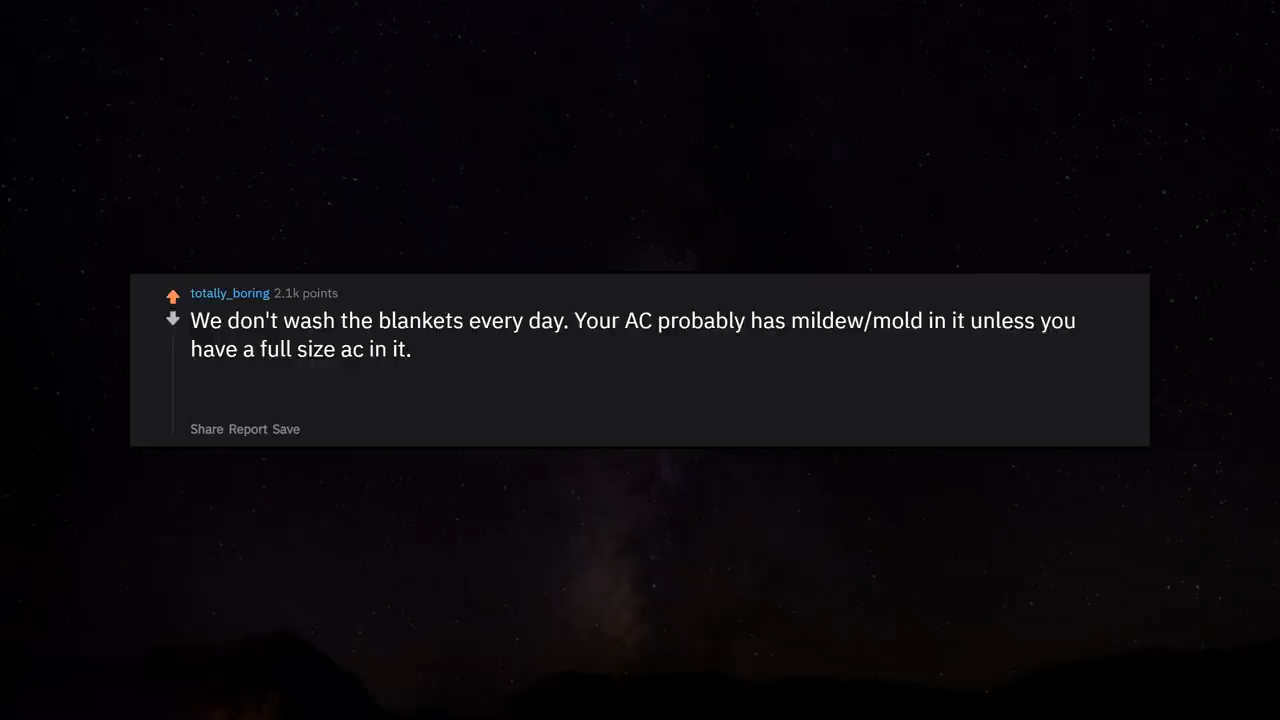 totally_boring 2.1k points
We don't wash the blankets every day. Your AC probably has mildew/mold in it unless you
have a full size ac in it.
Share Report Save